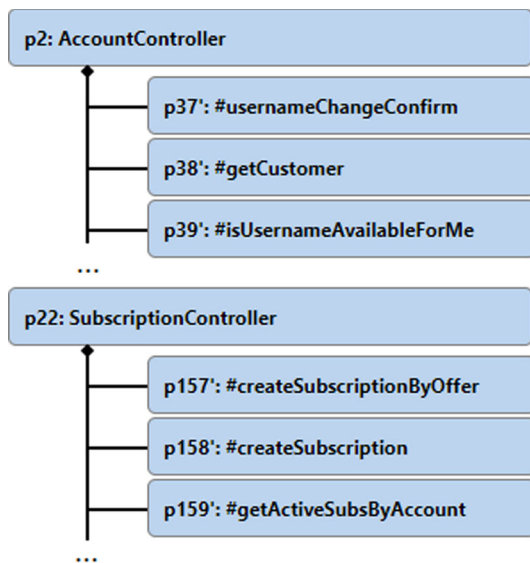 p2: AccountController
p37': #usernameChangeConfirm
p38': #getCustomer
p39': #isUsernameAvailableForMe
...
p22: SubscriptionController
p157': #createSubscriptionByOffer
p158': #createSubscription
p159': #getActiveSubsByAccount
...